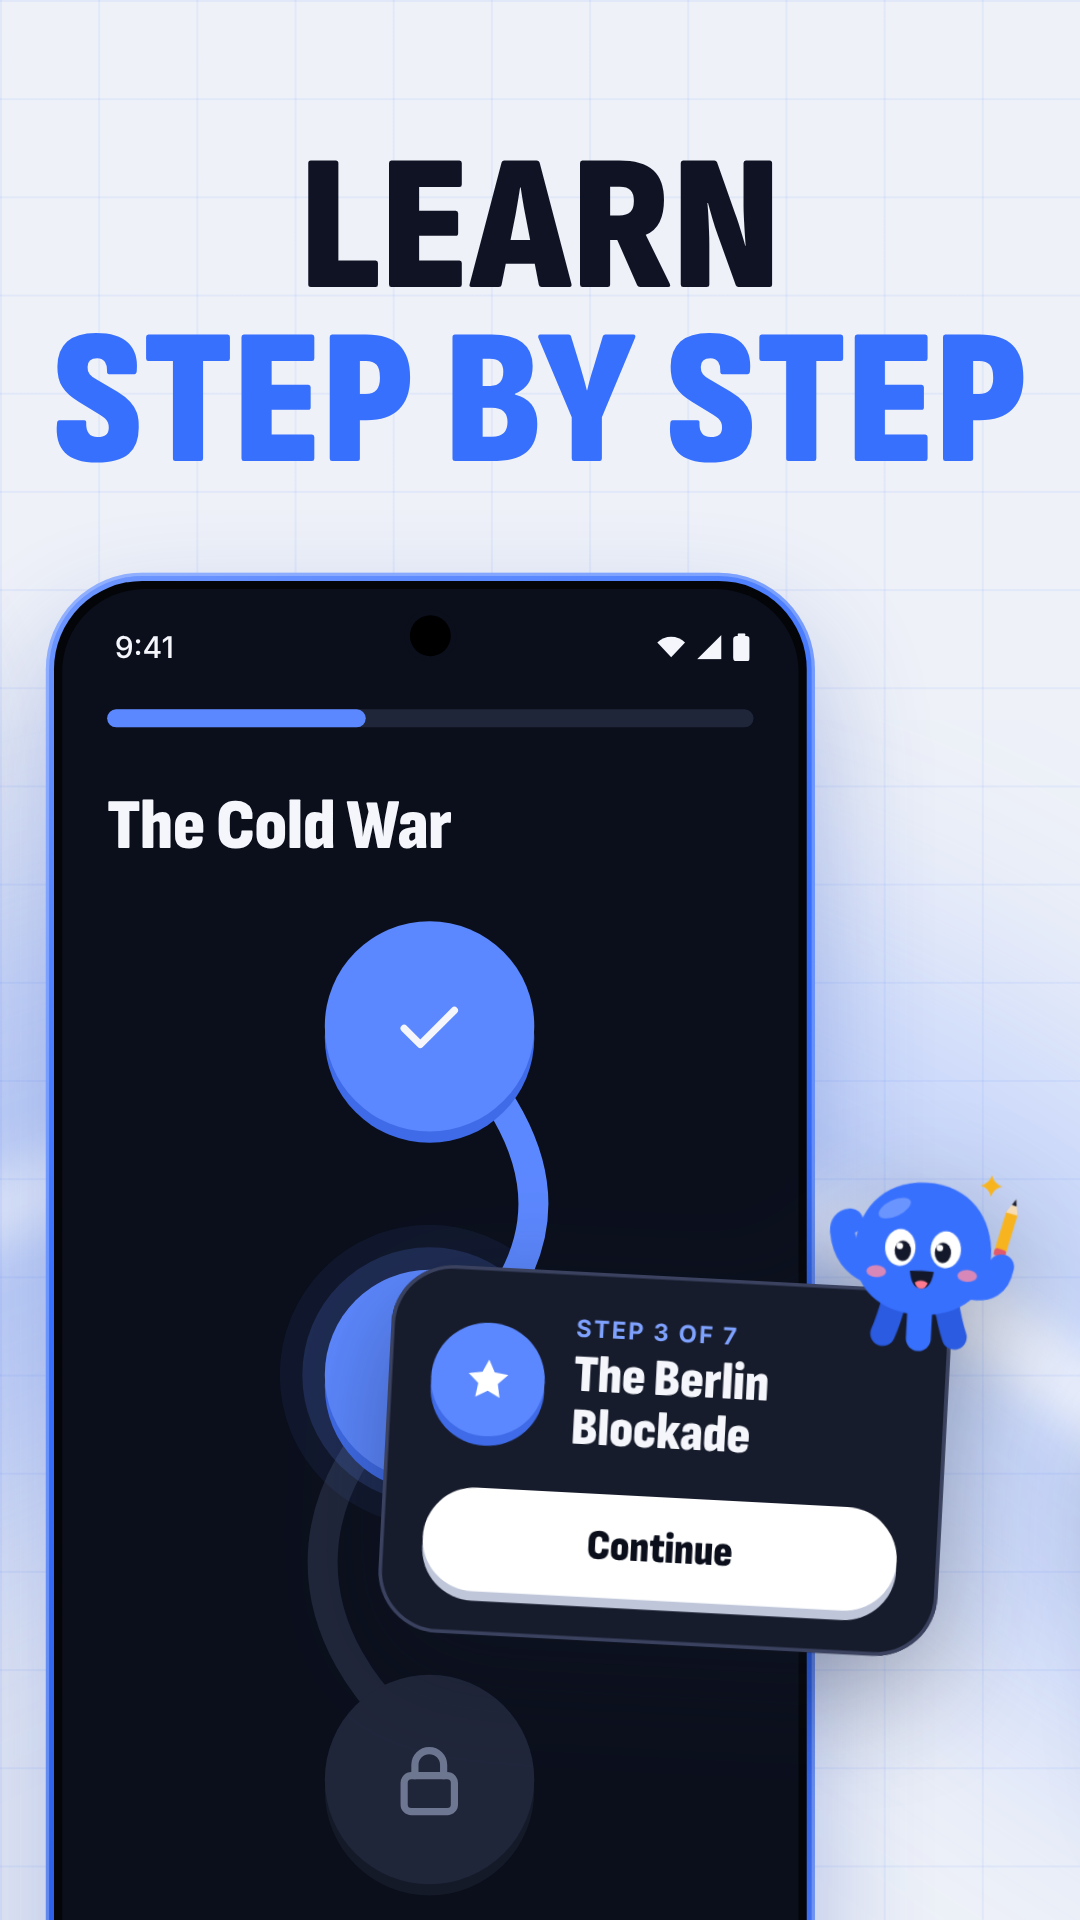 LEARN
STEP BY STEP
9:41
The Cold War
STEP 3 OF 7
The Berlin
Blockade
Continue